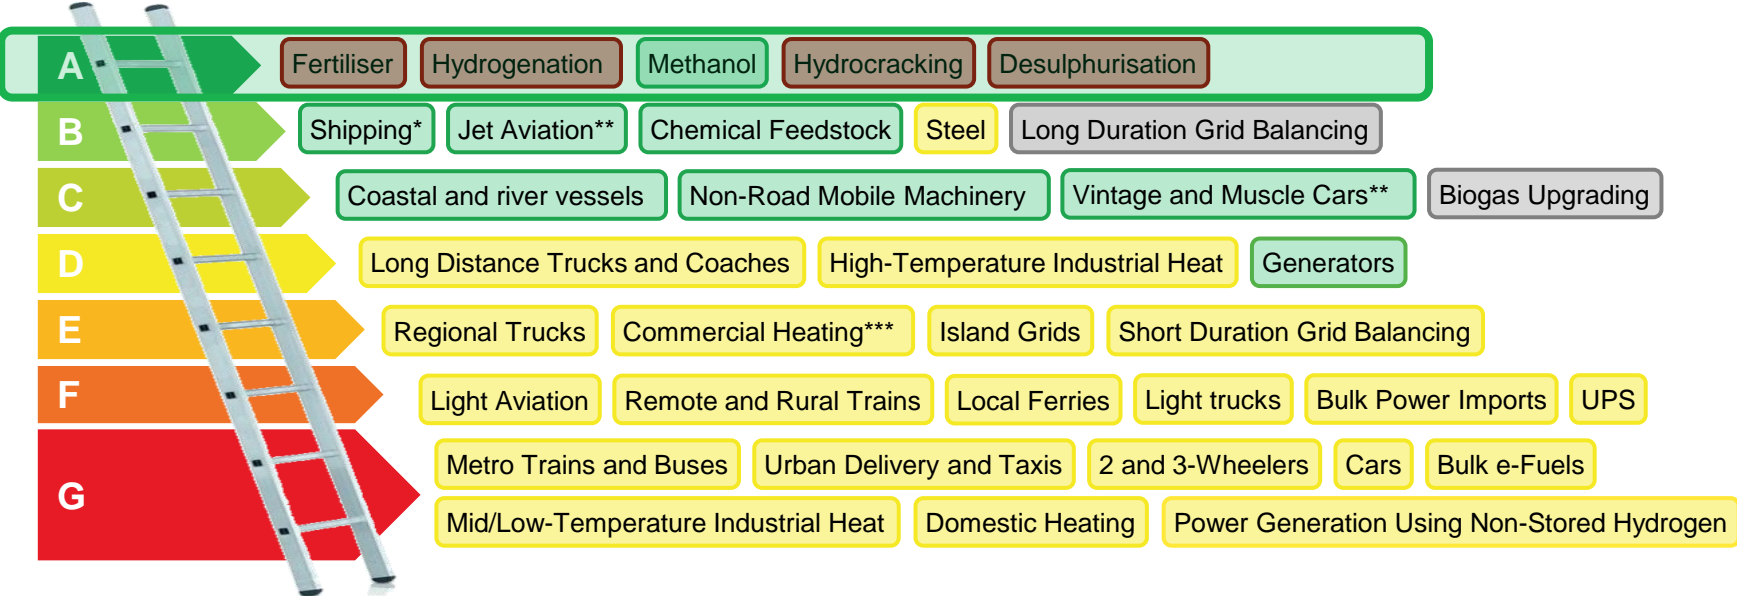 A Fertiliser Hydrogenation Methanol Hydrocracking Desulphurisation
B Shipping* Jet Aviation** Chemical Feedstock Steel Long Duration Grid Balancing
C Coastal and river vessels Non-Road Mobile Machinery Vintage and Muscle Cars** Biogas Upgrading
D Long Distance Trucks and Coaches High-Temperature Industrial Heat Generators
E Regional Trucks Commercial Heating*** Island Grids Short Duration Grid Balancing
F Light Aviation Remote and Rural Trains Local Ferries Light trucks Bulk Power Imports UPS
G Metro Trains and Buses Urban Delivery and Taxis 2 and 3-Wheelers Cars Bulk e-Fuels
Mid/Low-Temperature Industrial Heat Domestic Heating Power Generation Using Non-Stored Hydrogen